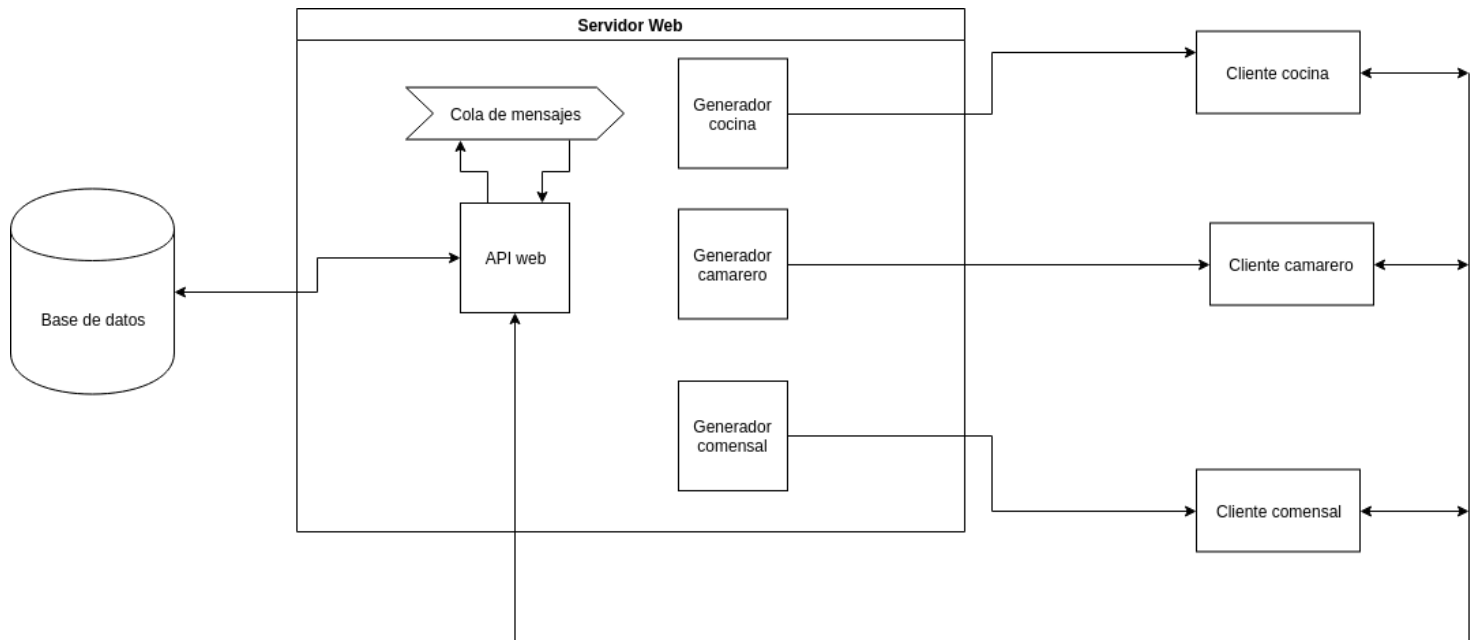 Servidor Web
Cola de mensajes
Generador
cocina
Cliente cocina
Base de datos
API web
Generador
camarero
Cliente camarero
Generador
comensal
Cliente comensal